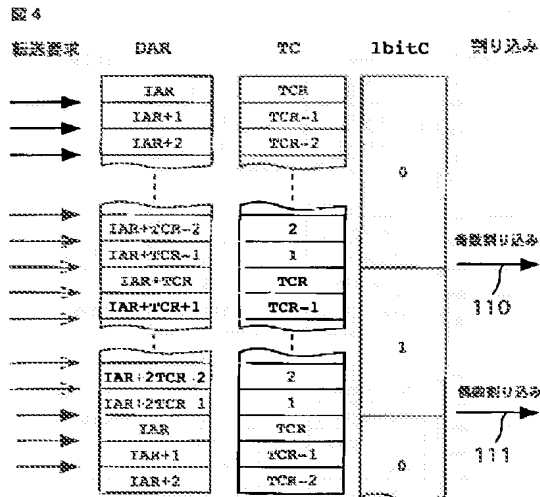 図4
転送要求 DAR TC 1bitC 割り込み
IAR TCR
IAR+1 TCR-1
IAR+2 TCR-2
0
IAR+TCR-2 2
IAR+TCR-1 1 奇数割り込み
IAR+TCR TCR 110
IAR+TCR+1 TCR-1
1
IAR+2TCR-2 2
IAR+2TCR-1 1 偶数割り込み
IAR TCR 111
IAR+1 TCR-1
0
IAR+2 TCR-2